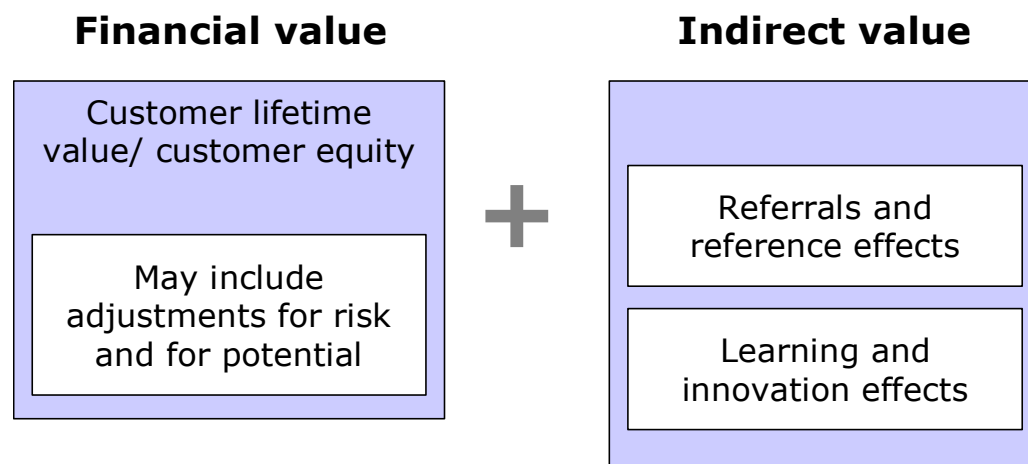 Financial value
Customer lifetime
value/ customer equity
May include
adjustments for risk
and for potential
+
Indirect value
Referrals and
reference effects
Learning and
innovation effects